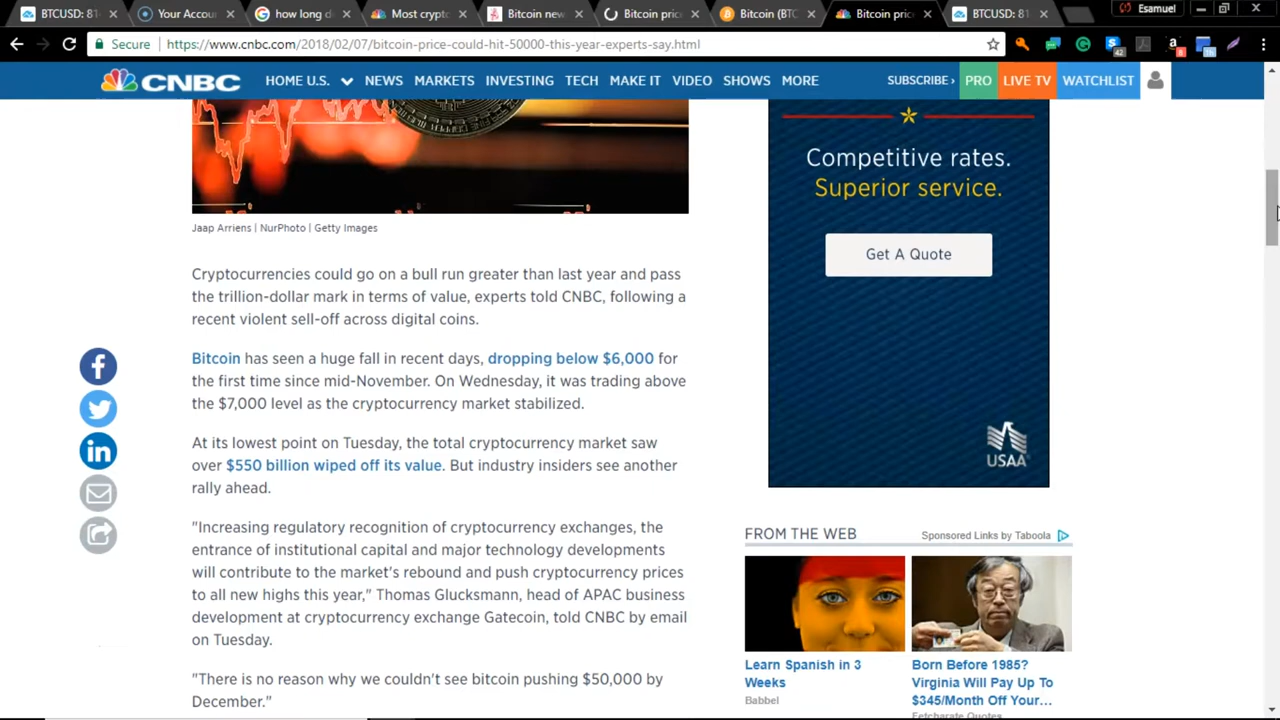 BTCUSD: 81
Your Accou
how long d
Most crypto
Bitcoin new
Bitcoin pric
Bitcoin (BTC
Bitcoin pric
BTCUSD: 81
Esamuel
Secure https://www.cnbc.com/2018/02/07/bitcoin-price-could-hit-50000-this-year-experts-say.html
CNBC HOME U.S. NEWS MARKETS INVESTING TECH MAKE IT VIDEO SHOWS MORE SUBSCRIBE› PRO LIVE TV WATCHLIST
Jaap Arriens | NurPhoto | Getty Images
Cryptocurrencies could go on a bull run greater than last year and pass
the trillion-dollar mark in terms of value, experts told CNBC, following a
recent violent sell-off across digital coins.
Bitcoin has seen a huge fall in recent days, dropping below $6,000 for
the first time since mid-November. On Wednesday, it was trading above
the $7,000 level as the cryptocurrency market stabilized.
At its lowest point on Tuesday, the total cryptocurrency market saw
over $550 billion wiped off its value. But industry insiders see another
rally ahead.
"Increasing regulatory recognition of cryptocurrency exchanges, the
entrance of institutional capital and major technology developments
will contribute to the market's rebound and push cryptocurrency prices
to all new highs this year," Thomas Glucksmann, head of APAC business
development at cryptocurrency exchange Gatecoin, told CNBC by email
on Tuesday.
"There is no reason why we couldn't see bitcoin pushing $50,000 by
December."
Competitive rates.
Superior service.
Get A Quote
USAA
FROM THE WEB
Sponsored Links by Taboola
Learn Spanish in 3
Weeks
Babbel
Born Before 1985?
Virginia Will Pay Up To
$345/Month Off Your...
Fetcharate Quotes